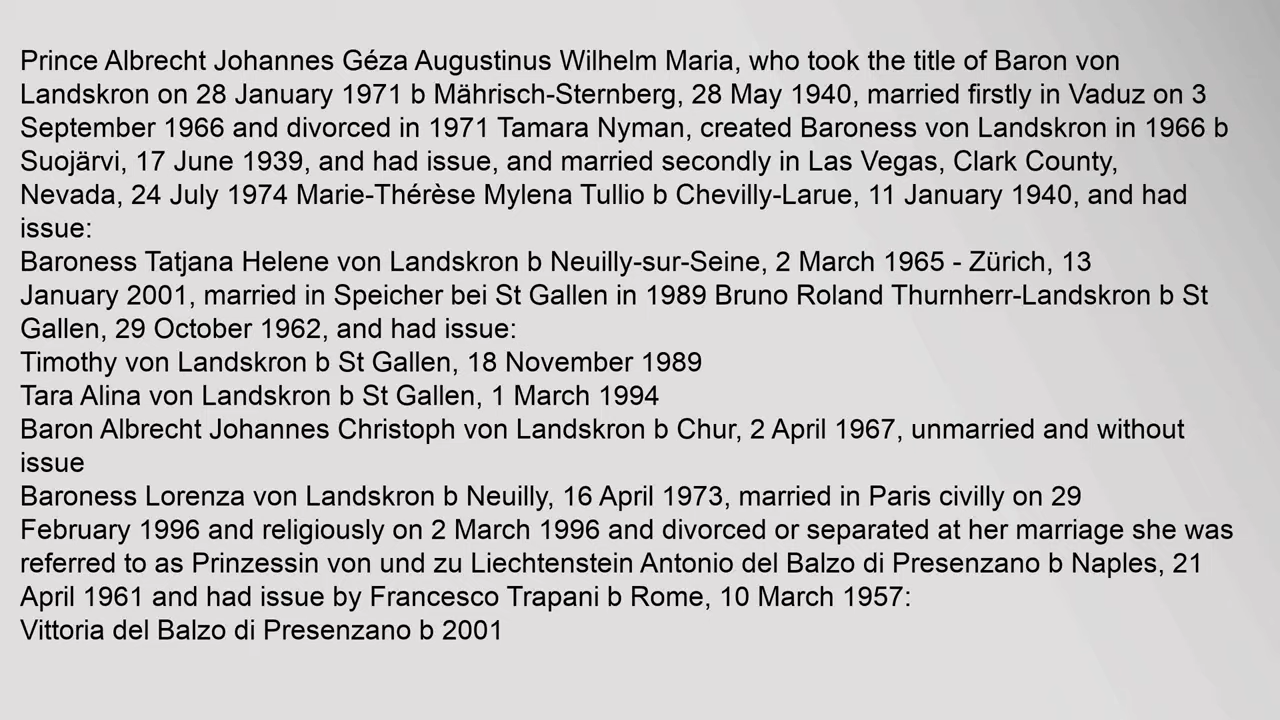 Prince Albrecht Johannes Géza Augustinus Wilhelm Maria, who took the title of Baron von
Landskron on 28 January 1971 b Mährisch-Sternberg, 28 May 1940, married firstly in Vaduz on 3
September 1966 and divorced in 1971 Tamara Nyman, created Baroness von Landskron in 1966 b
Suojärvi, 17 June 1939, and had issue, and married secondly in Las Vegas, Clark County,
Nevada, 24 July 1974 Marie-Thérèse Mylena Tullio b Chevilly-Larue, 11 January 1940, and had
issue:
Baroness Tatjana Helene von Landskron b Neuilly-sur-Seine, 2 March 1965 - Zürich, 13
January 2001, married in Speicher bei St Gallen in 1989 Bruno Roland Thurnherr-Landskron b St
Gallen, 29 October 1962, and had issue:
Timothy von Landskron b St Gallen, 18 November 1989
Tara Alina von Landskron b St Gallen, 1 March 1994
Baron Albrecht Johannes Christoph von Landskron b Chur, 2 April 1967, unmarried and without
issue
Baroness Lorenza von Landskron b Neuilly, 16 April 1973, married in Paris civilly on 29
February 1996 and religiously on 2 March 1996 and divorced or separated at her marriage she was
referred to as Prinzessin von und zu Liechtenstein Antonio del Balzo di Presenzano b Naples, 21
April 1961 and had issue by Francesco Trapani b Rome, 10 March 1957:
Vittoria del Balzo di Presenzano b 2001